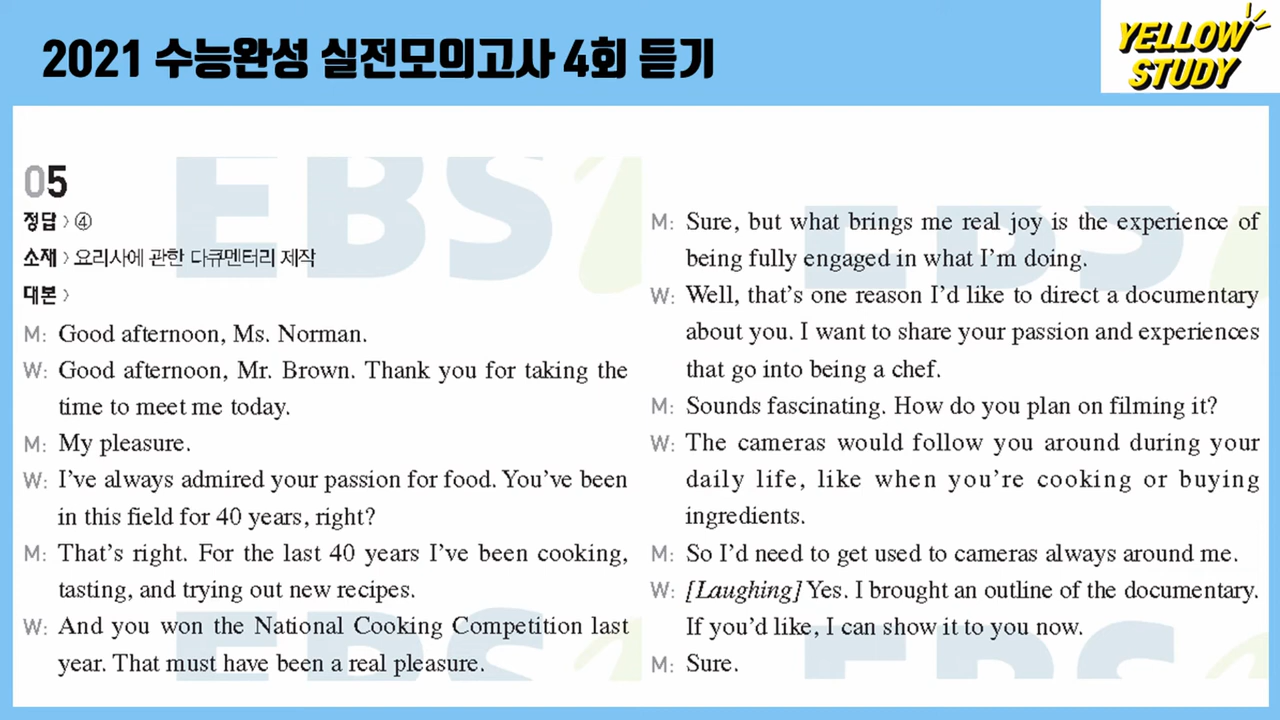 2021 수능완성 실전모의고사 4회 듣기
YELLOW
STUDY
05
정답 > ④
소재 > 요리사에 관한 다큐멘터리 제작
대본 >
M: Good afternoon, Ms. Norman.
W: Good afternoon, Mr. Brown. Thank you for taking the
time to meet me today.
M: My pleasure.
W: I've always admired your passion for food. You've been
in this field for 40 years, right?
M: That's right. For the last 40 years I've been cooking,
tasting, and trying out new recipes.
W: And you won the National Cooking Competition last
year. That must have been a real pleasure.
M: Sure, but what brings me real joy is the experience of
being fully engaged in what I'm doing.
W: Well, that's one reason I'd like to direct a documentary
about you. I want to share your passion and experiences
that go into being a chef.
M: Sounds fascinating. How do you plan on filming it?
W: The cameras would follow you around during your
daily life, like when you're cooking or buying
ingredients.
M: So I'd need to get used to cameras always around me.
W: [Laughing] Yes. I brought an outline of the documentary.
If you'd like, I can show it to you now.
M: Sure.
EBS
EBS
EBS
EBS